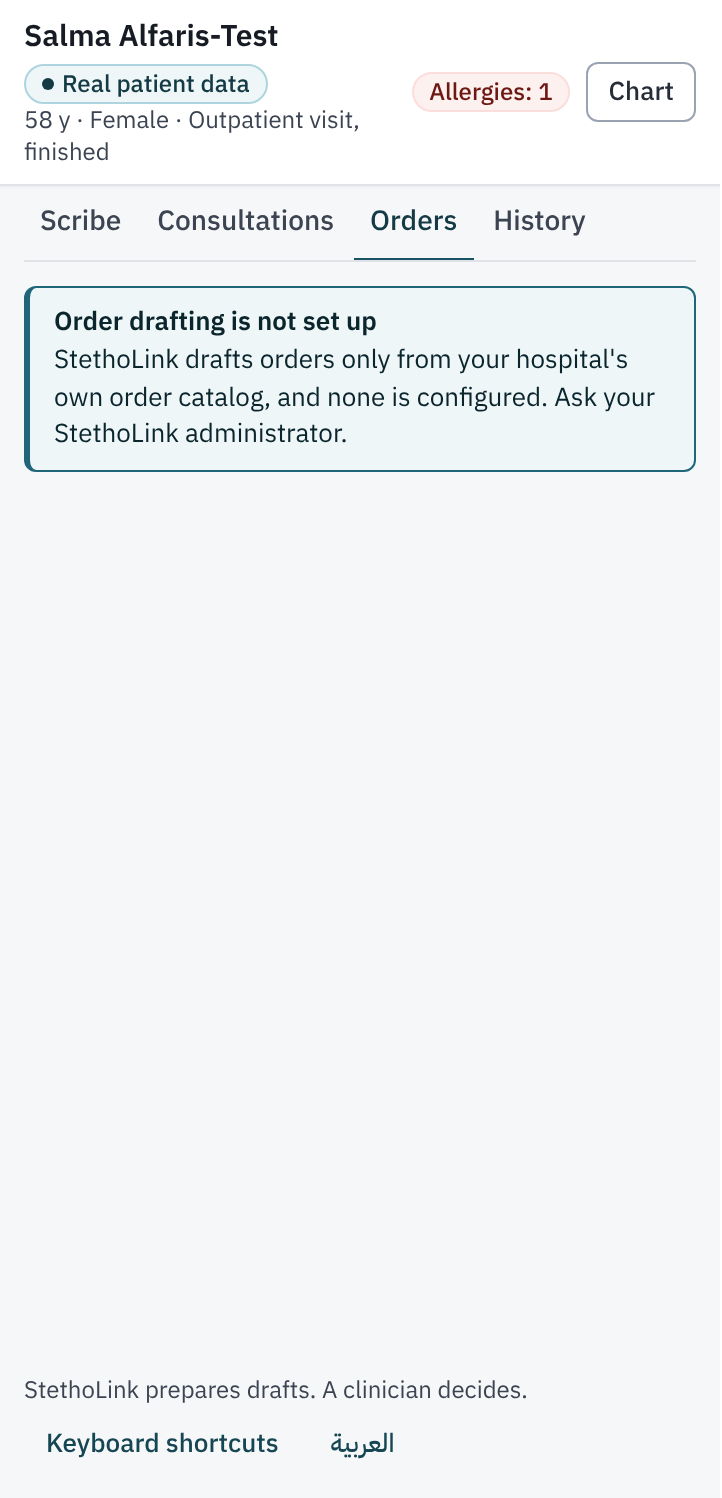 Salma Alfaris-Test
Real patient data
58 y · Female · Outpatient visit,
finished
Allergies: 1
Chart
Scribe
Consultations
Orders
History
Order drafting is not set up
StethoLink drafts orders only from your hospital's
own order catalog, and none is configured. Ask your
StethoLink administrator.
StethoLink prepares drafts. A clinician decides.
Keyboard shortcuts
العربية